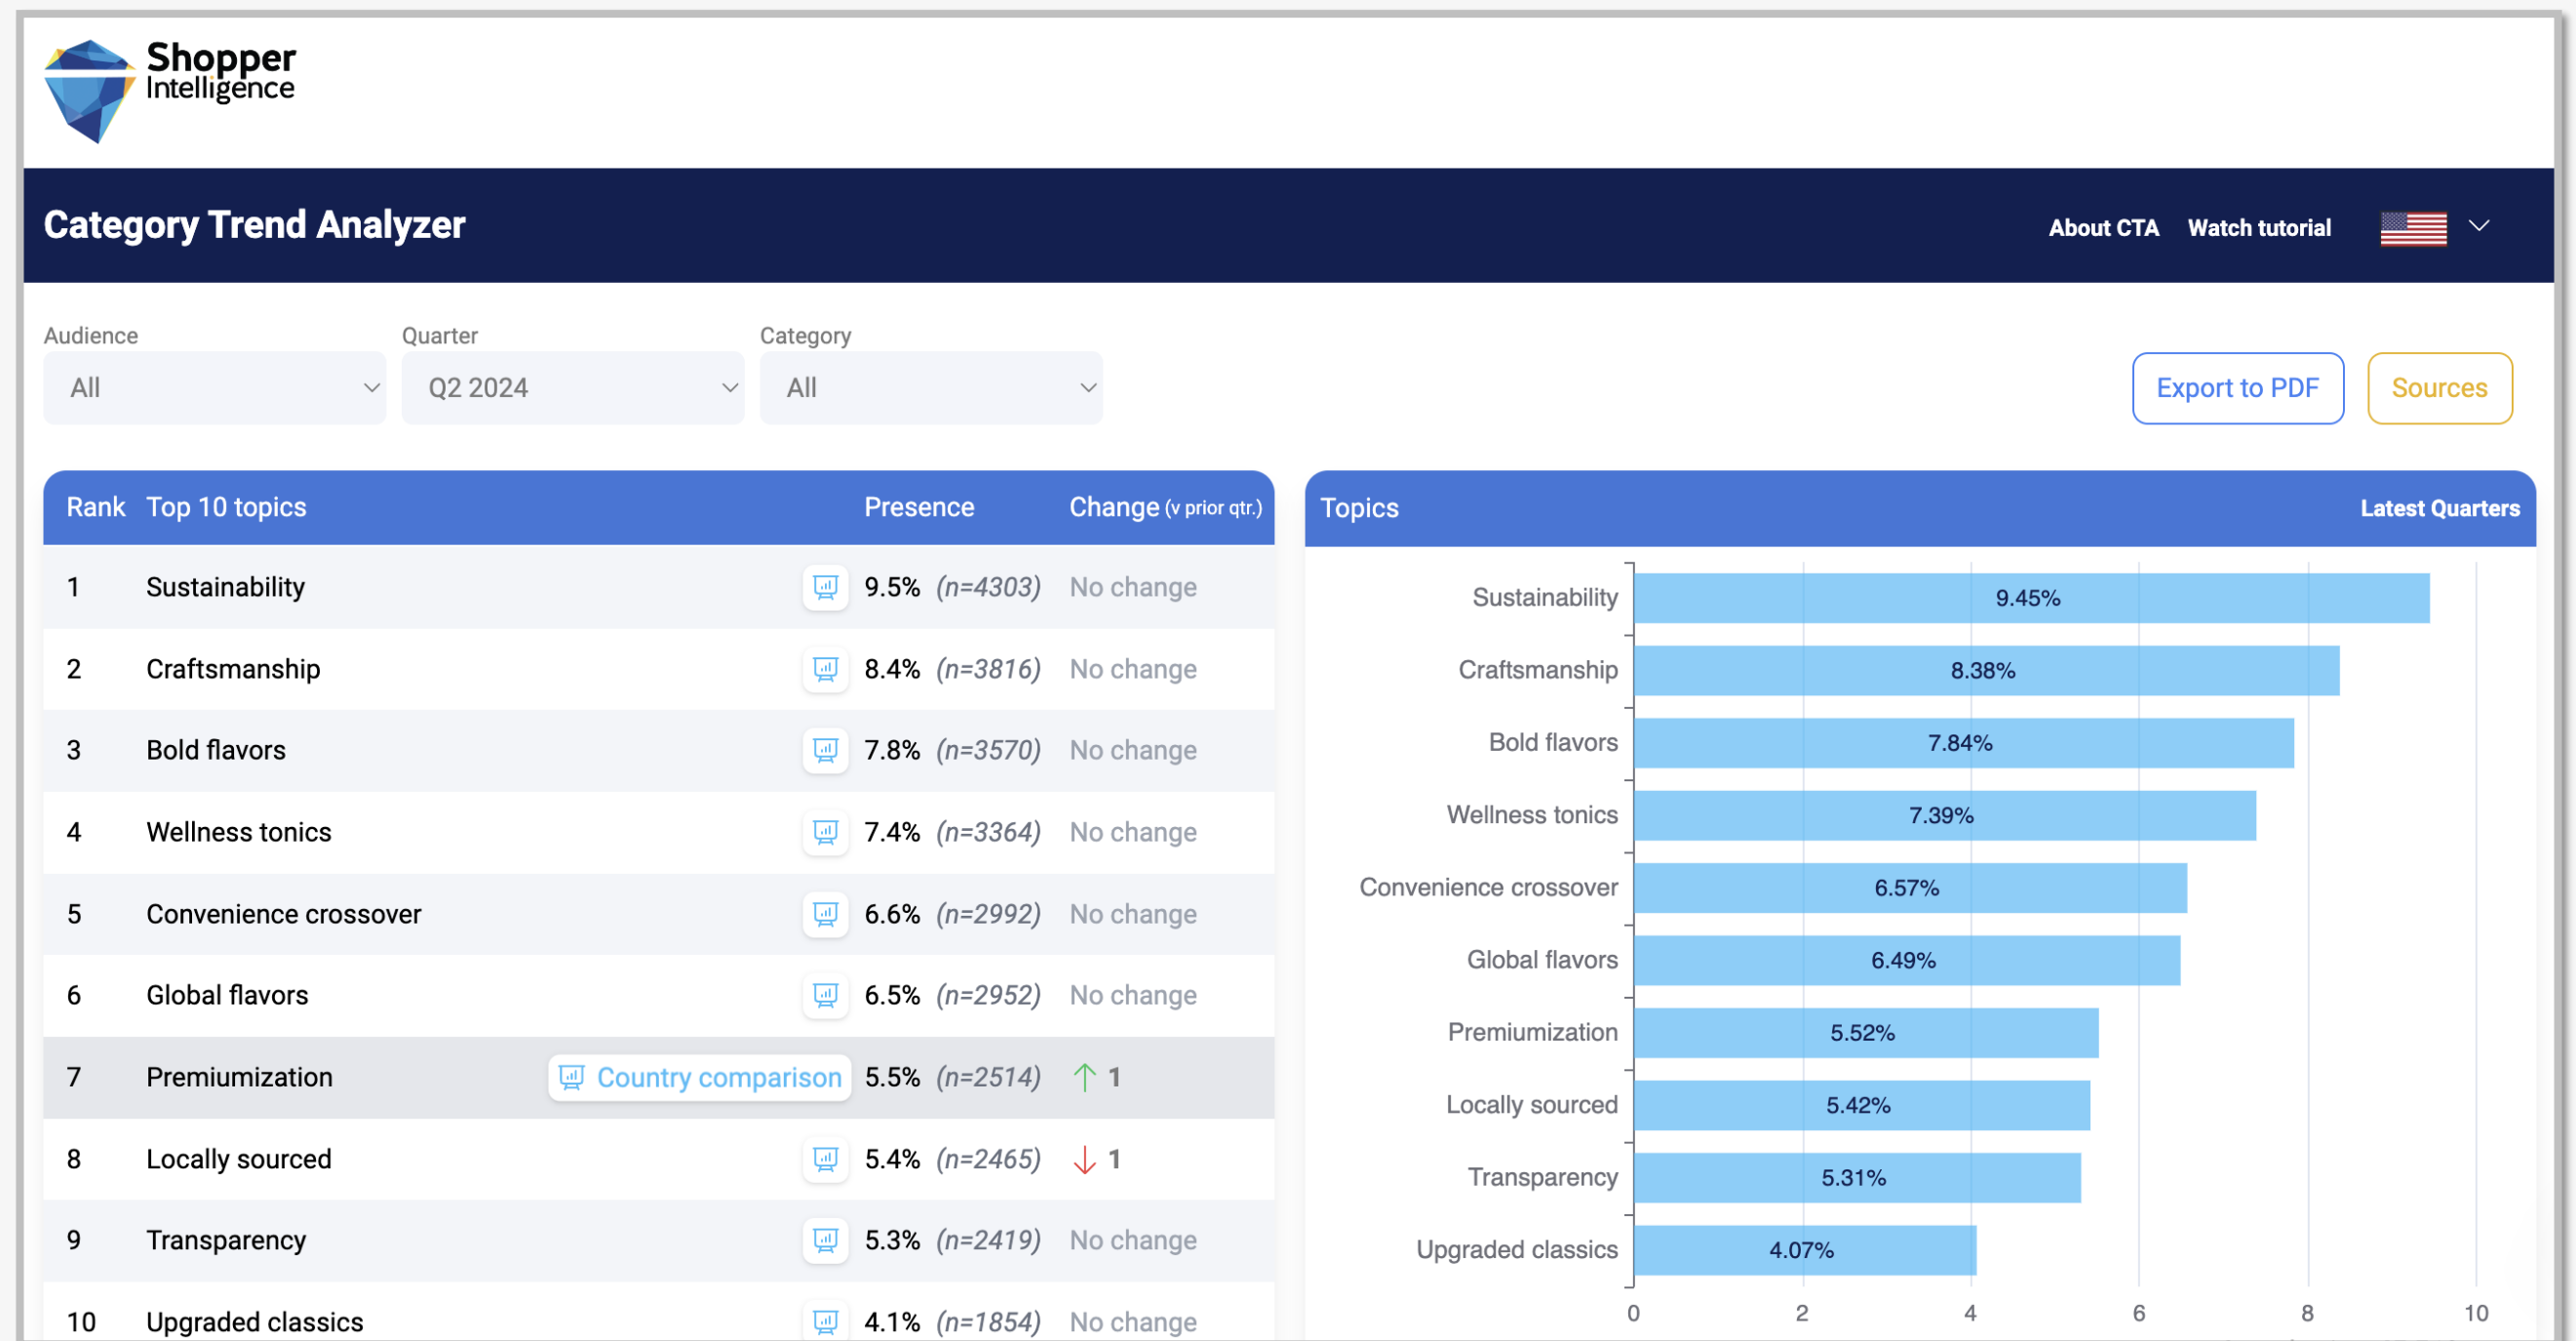 Shopper
Intelligence
Category Trend Analyzer
About CTA
Watch tutorial
Audience
Quarter
Category
All
Q2 2024
All
Export to PDF
Sources
Rank Top 10 topics Presence Change (v prior qtr.)
1 Sustainability 9.5% (n=4303) No change
2 Craftsmanship 8.4% (n=3816) No change
3 Bold flavors 7.8% (n=3570) No change
4 Wellness tonics 7.4% (n=3364) No change
5 Convenience crossover 6.6% (n=2992) No change
6 Global flavors 6.5% (n=2952) No change
7 Premiumization Country comparison 5.5% (n=2514) ↑ 1
8 Locally sourced 5.4% (n=2465) ↓ 1
9 Transparency 5.3% (n=2419) No change
10 Upgraded classics 4.1% (n=1854) No change
Topics Latest Quarters
Sustainability 9.45%
Craftsmanship 8.38%
Bold flavors 7.84%
Wellness tonics 7.39%
Convenience crossover 6.57%
Global flavors 6.49%
Premiumization 5.52%
Locally sourced 5.42%
Transparency 5.31%
Upgraded classics 4.07%
0 2 4 6 8 10